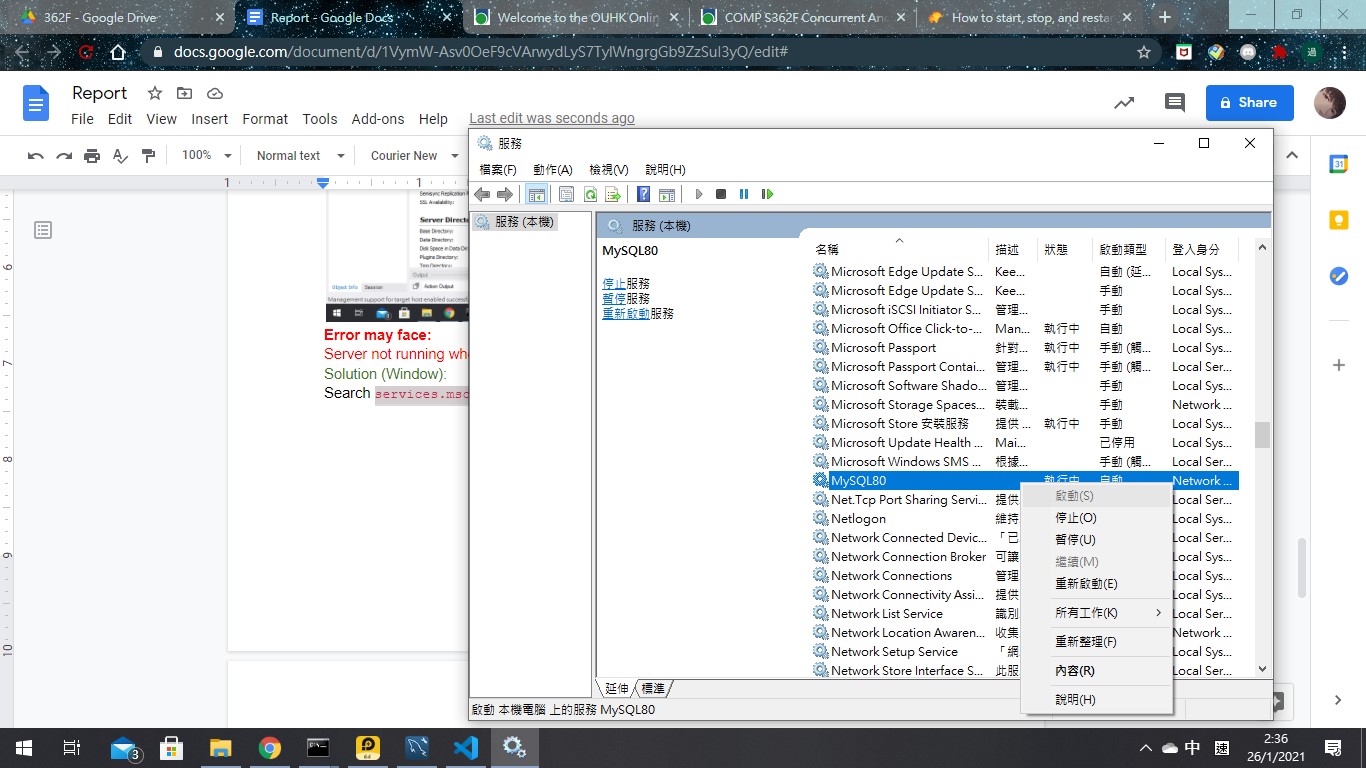 362F - Google Drive
Report - Google Docs
Welcome to the OUHK Onlin
COMP S362F Concurrent An
How to start, stop, and resta
docs.google.com/document/d/1VymW-Asv0OeF9cVArwydLyS7TylWngrgGb9ZzSuI3yQ/edit#
Report
File Edit View Insert Format Tools Add-ons Help Last edit was seconds ago
Share
100% Normal text Courier New
1 1
Semisync Replication
SSL Availability:
Server Direct
Base Directory:
Data Directory:
Disk Space in Data Di
Plugins Directory:
Output
Object Info Session
Action Output
Management support for target host enabled successf
Error may face:
Server not running whe
Solution (Window):
Search services.msc
6
7
8
9
10
服務
檔案(F) 動作(A) 檢視(V) 說明(H)
服務 (本機)
服務 (本機)
MySQL80
停止服務
暫停服務
重新啟動服務
名稱 描述 狀態 啟動類型 登入身分
Microsoft Edge Update S... Kee... 自動 (延... Local Sys...
Microsoft Edge Update S... Kee... 手動 Local Sys...
Microsoft iSCSI Initiator S... 管理... 手動 Local Sys...
Microsoft Office Click-to-... Man... 執行中 自動 Local Sys...
Microsoft Passport 針對... 執行中 手動 (觸... Local Sys...
Microsoft Passport Contai... 管理... 執行中 手動 (觸... Local Ser...
Microsoft Software Shado... 管理... 手動 Local Sys...
Microsoft Storage Spaces... 裝載... 手動 Network ...
Microsoft Store 安裝服務 提供 ... 執行中 手動 Local Sys...
Microsoft Update Health ... Mai... 已停用 Local Sys...
Microsoft Windows SMS ... 根據... 手動 (觸... Local Ser...
MySQL80 執行中 自動 Network ...
Net.Tcp Port Sharing Servi... 提供 Local Ser...
Netlogon 維持 Local Sys...
Network Connected Devic... 「已 Local Ser...
Network Connection Broker 可讓 Local Sys...
Network Connections 管理 Local Sys...
Network Connectivity Assi... 提供 Local Sys...
Network List Service 識別 Local Ser...
Network Location Awaren... 收集 Network ...
Network Setup Service 「網 Local Sys...
Network Store Interface S... 此服 Local Ser...
啟動(S)
停止(O)
暫停(U)
繼續(M)
重新啟動(E)
所有工作(K)
重新整理(F)
內容(R)
說明(H)
延伸 標準
啟動 本機電腦 上的服務 MySQL80
31
3
中 速
2:36
26/1/2021